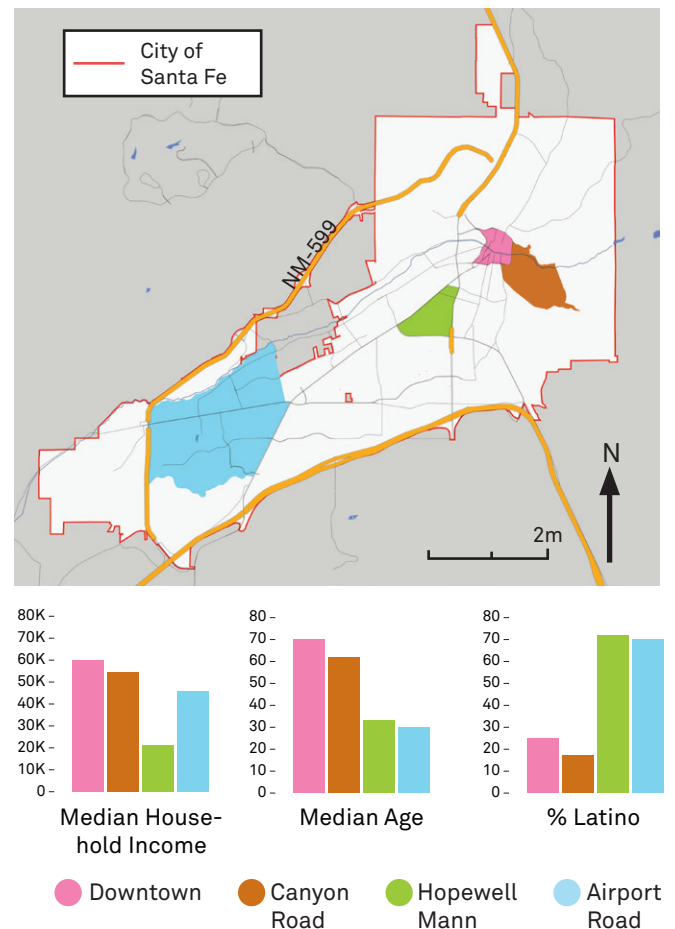 City of
Santa Fe
NM-599
N
2m
80K
70K
60K
50K
40K
30K
20K
10K
0
Median House-
hold Income
80
70
60
50
40
30
20
10
0
Median Age
80
70
60
50
40
30
20
10
0
% Latino
Downtown
Canyon
Road
Hopewell
Mann
Airport
Road